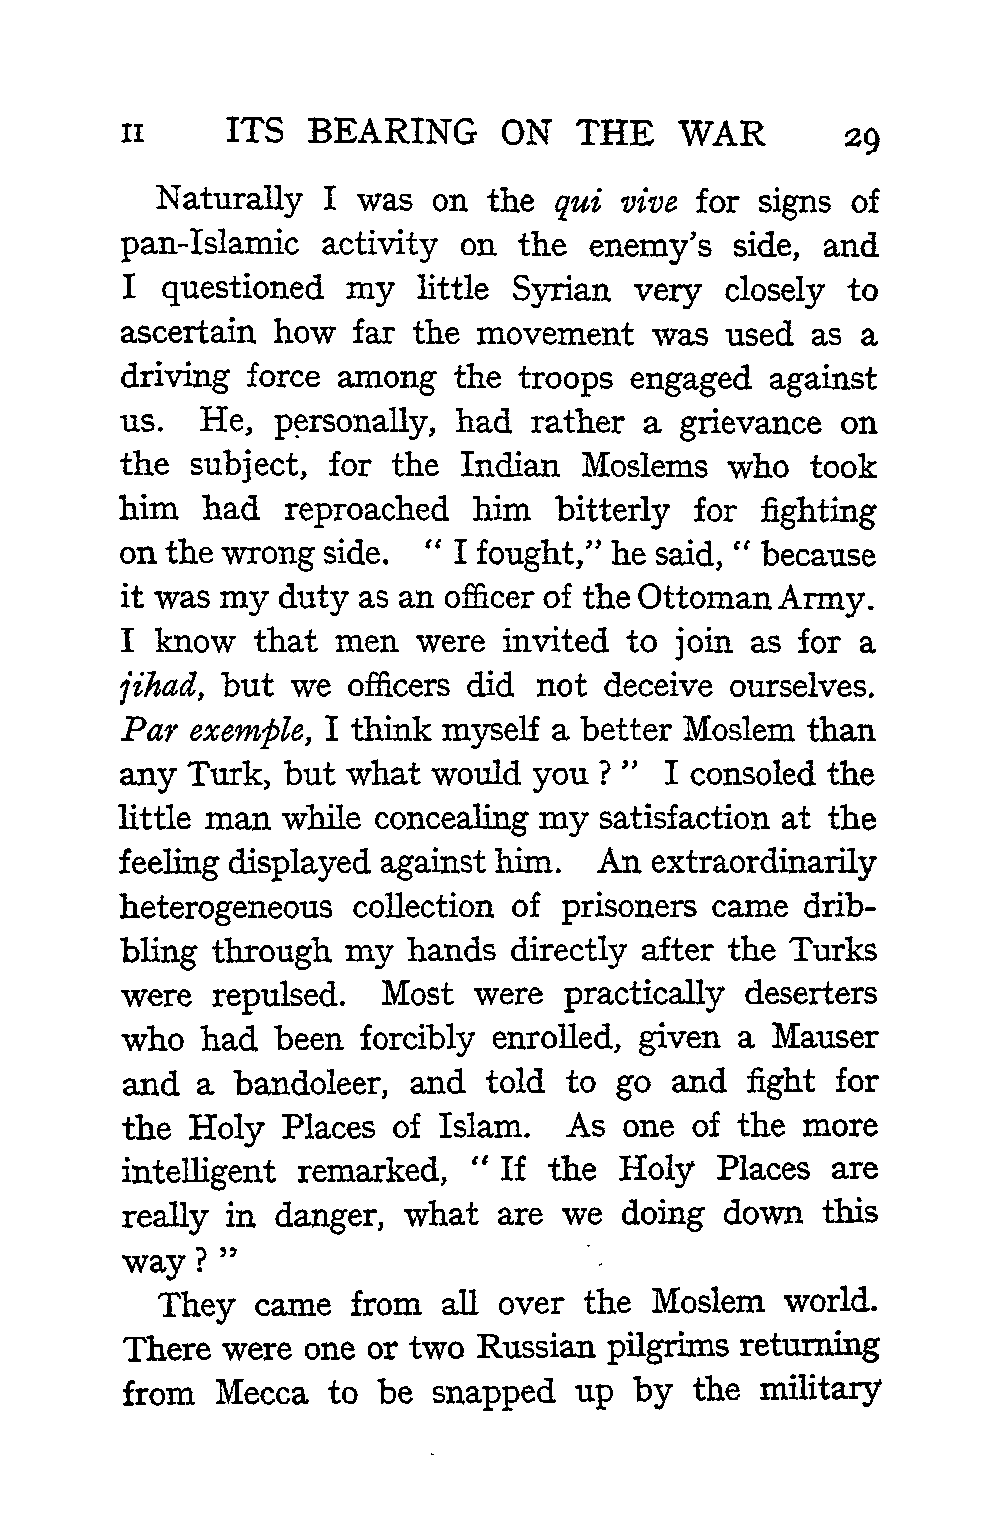 II ITS BEARING ON THE WAR 29
Naturally I was on the qui vive for signs of
pan-Islamic activity on the enemy's side, and
I questioned my little Syrian very closely to
ascertain how far the movement was used as a
driving force among the troops engaged against
us. He, personally, had rather a grievance on
the subject, for the Indian Moslems who took
him had reproached him bitterly for fighting
on the wrong side. “ I fought,” he said, “ because
it was my duty as an officer of the Ottoman Army.
I know that men were invited to join as for a
jihad, but we officers did not deceive ourselves.
Par exemple, I think myself a better Moslem than
any Turk, but what would you ? ” I consoled the
little man while concealing my satisfaction at the
feeling displayed against him. An extraordinarily
heterogeneous collection of prisoners came drib-
bling through my hands directly after the Turks
were repulsed. Most were practically deserters
who had been forcibly enrolled, given a Mauser
and a bandoleer, and told to go and fight for
the Holy Places of Islam. As one of the more
intelligent remarked, “ If the Holy Places are
really in danger, what are we doing down this
way ? ”
They came from all over the Moslem world.
There were one or two Russian pilgrims returning
from Mecca to be snapped up by the military